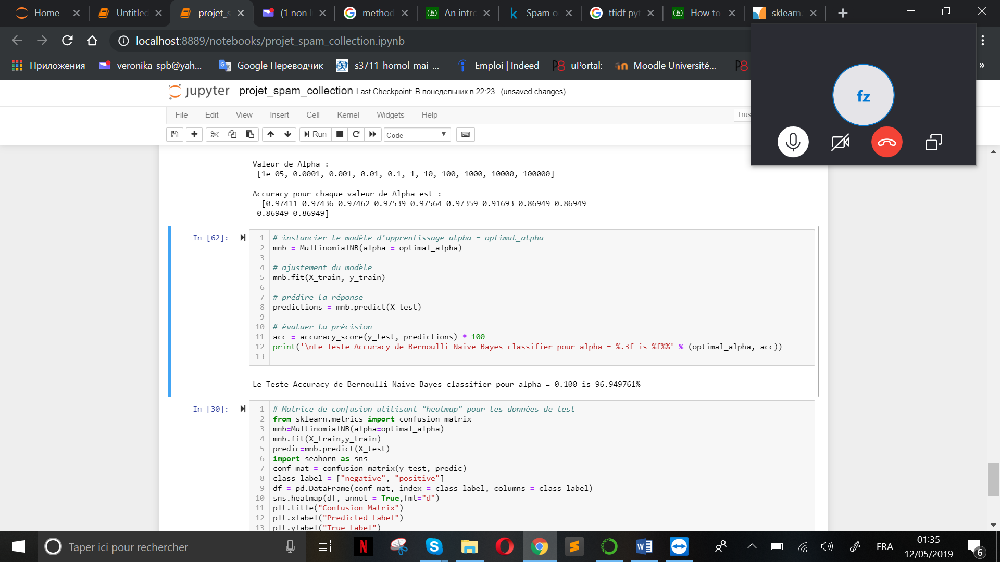 Home
Untitled
projet_s
(1 non l
method
An intro
Spam o
tfidf pyt
How to
sklearn.
localhost:8889/notebooks/projet_spam_collection.ipynb
Приложения
veronika_spb@yah...
Google Переводчик
s3711_homol_mai_...
Emploi | Indeed
uPortal:
Moodle Université...
»
jupyter projet_spam_collection Last Checkpoint: В понедельник в 22:23 (unsaved changes)
fz
File Edit View Insert Cell Kernel Widgets Help Trus
Run Code
Valeur de Alpha :
[1e-05, 0.0001, 0.001, 0.01, 0.1, 1, 10, 100, 1000, 10000, 100000]
Accuracy pour chaque valeur de Alpha est :
[0.97411 0.97436 0.97462 0.97539 0.97564 0.97359 0.91693 0.86949 0.86949
0.86949 0.86949]
In [62]:
1 # instancier le modèle d'apprentissage alpha = optimal_alpha
2 mnb = MultinomialNB(alpha = optimal_alpha)
3
4 # ajustement du modèle
5 mnb.fit(X_train, y_train)
6
7 # prédire la réponse
8 predictions = mnb.predict(X_test)
9
10 # évaluer la précision
11 acc = accuracy_score(y_test, predictions) * 100
12 print('\nLe Teste Accuracy de Bernoulli Naive Bayes classifier pour alpha = %.3f is %f%%' % (optimal_alpha, acc))
13
Le Teste Accuracy de Bernoulli Naive Bayes classifier pour alpha = 0.100 is 96.949761%
In [30]:
1 # Matrice de confusion utilisant "heatmap" pour les données de test
2 from sklearn.metrics import confusion_matrix
3 mnb=MultinomialNB(alpha=optimal_alpha)
4 mnb.fit(X_train,y_train)
5 predic=mnb.predict(X_test)
6 import seaborn as sns
7 conf_mat = confusion_matrix(y_test, predic)
8 class_label = ["negative", "positive"]
9 df = pd.DataFrame(conf_mat, index = class_label, columns = class_label)
10 sns.heatmap(df, annot = True,fmt="d")
11 plt.title("Confusion Matrix")
12 plt.xlabel("Predicted Label")
13 plt.ylabel("True Label")
Taper ici pour rechercher
FRA
01:35
12/05/2019
6